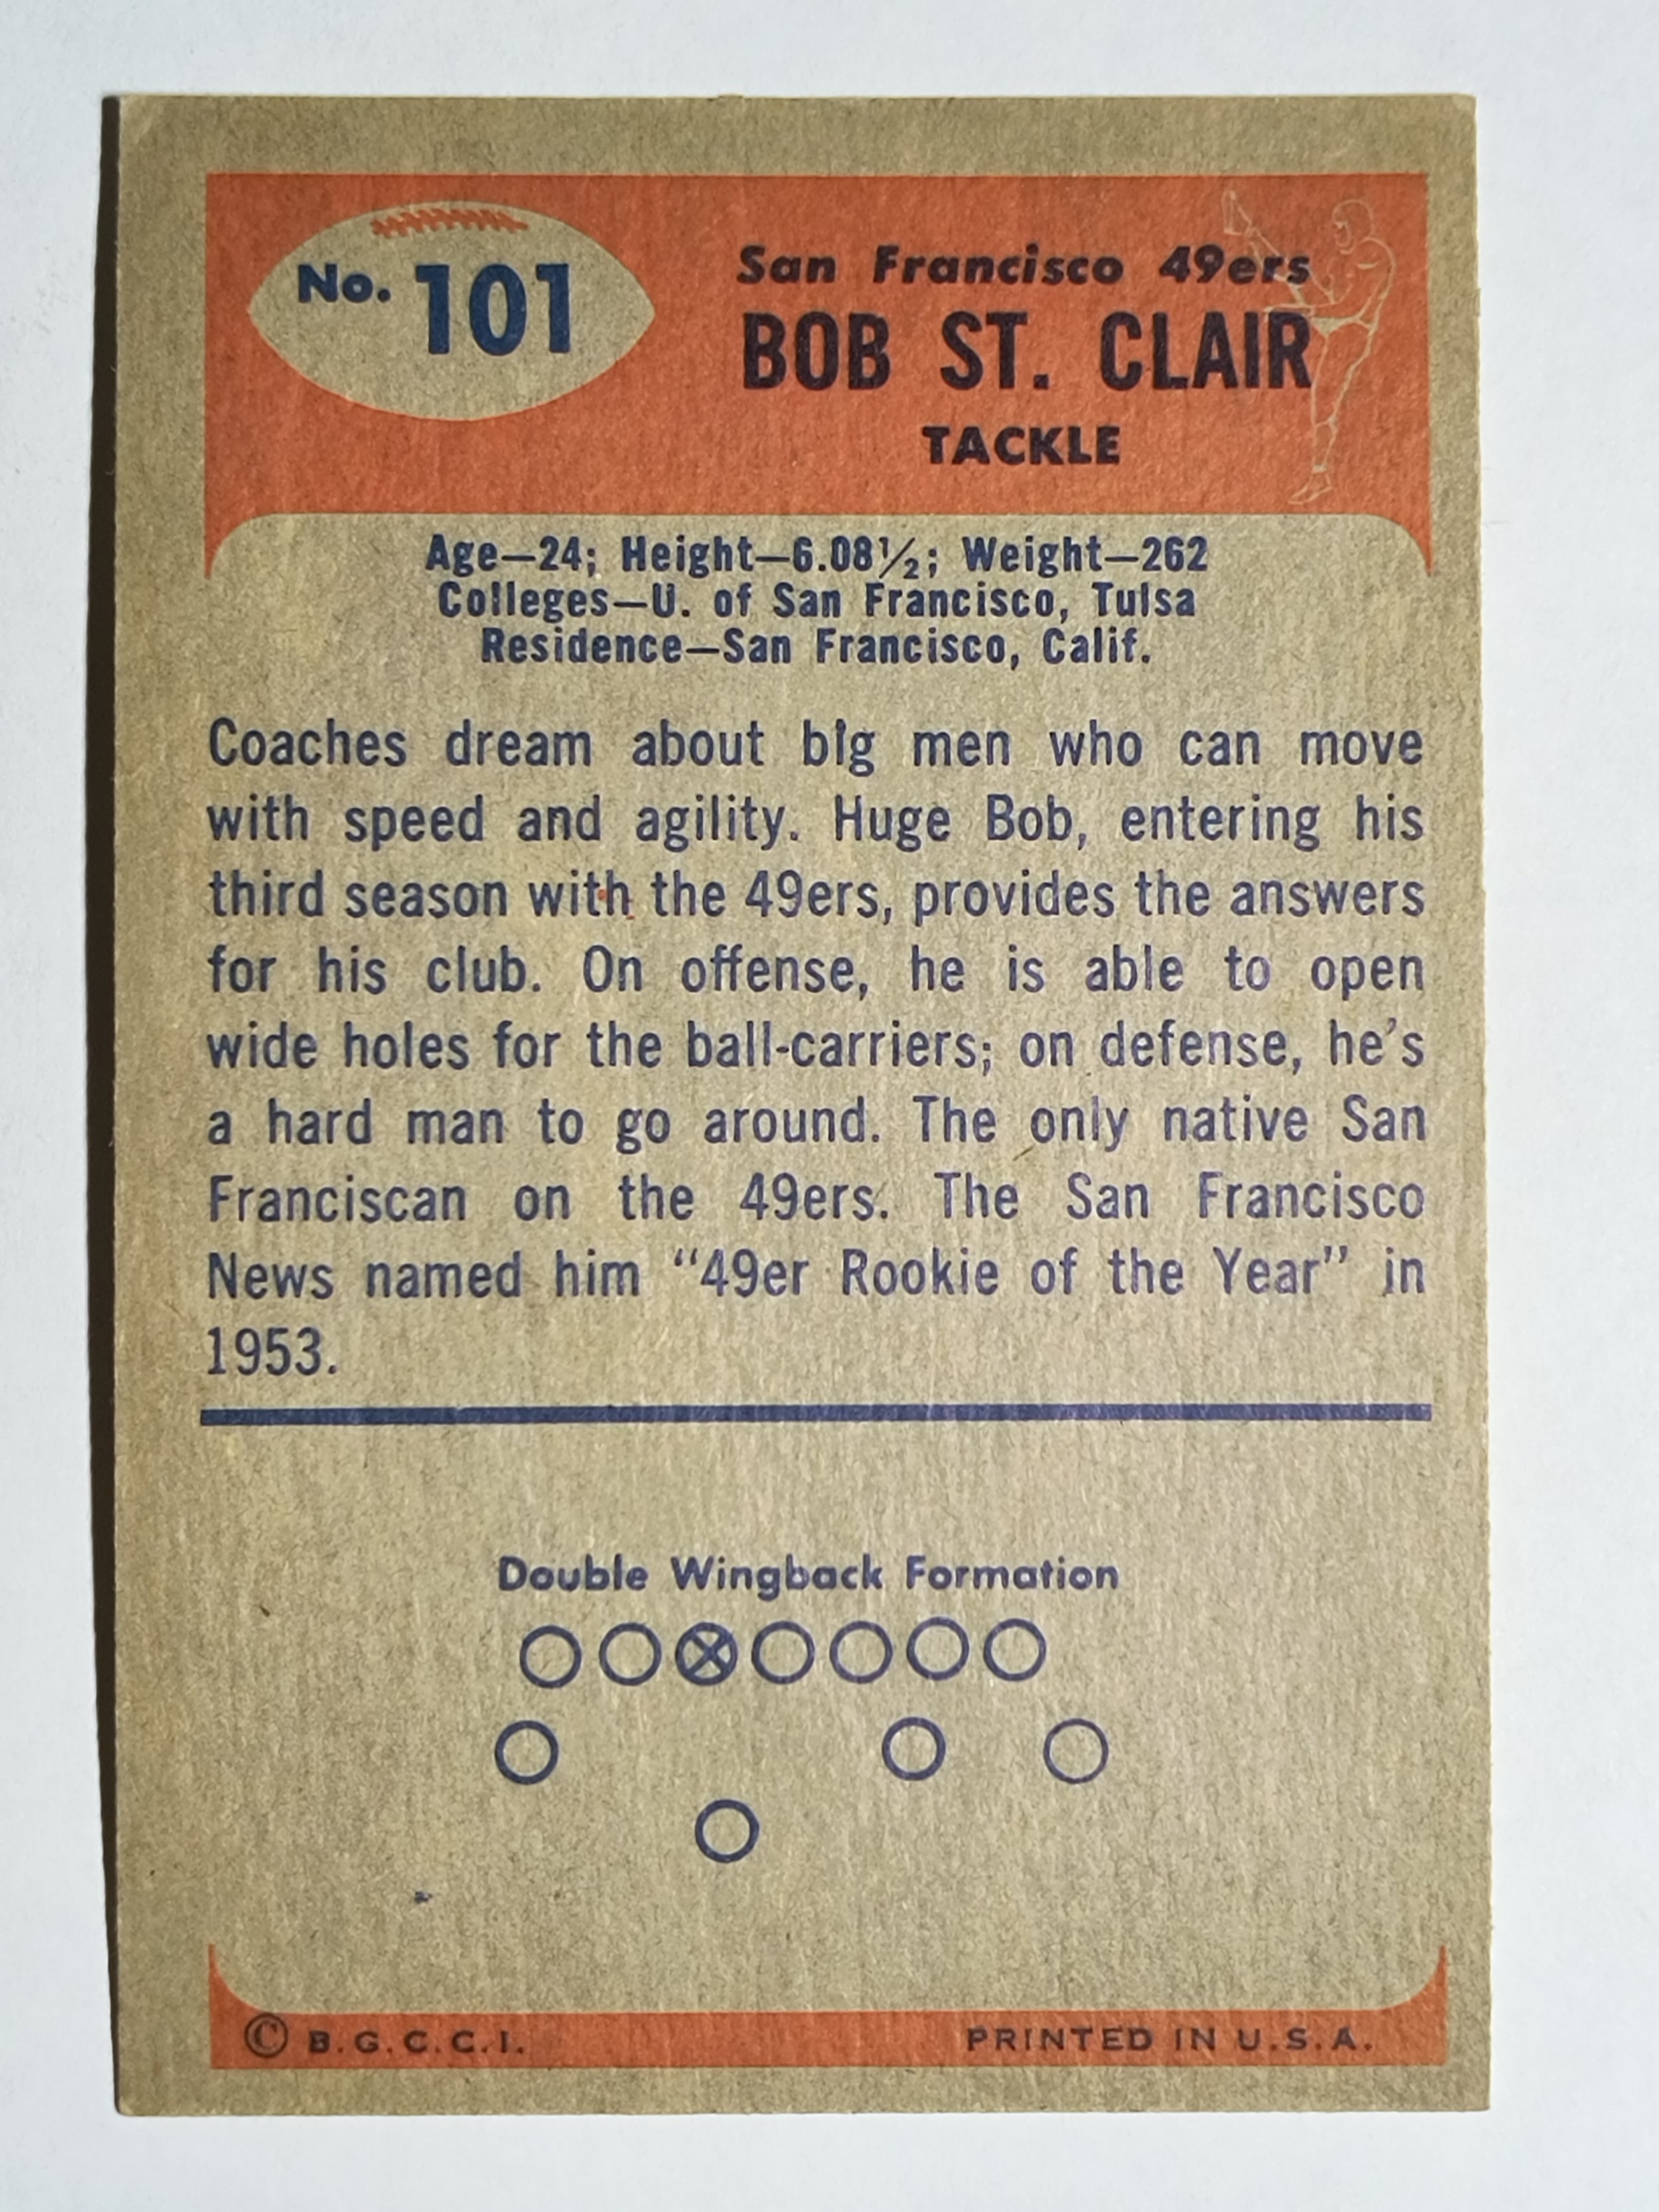 No. 101
San Francisco 49ers
BOB ST. CLAIR
TACKLE
Age—24; Height—6.08½; Weight—262
Colleges—U. of San Francisco, Tulsa
Residence—San Francisco, Calif.
Coaches dream about big men who can move
with speed and agility. Huge Bob, entering his
third season with the 49ers, provides the answers
for his club. On offense, he is able to open
wide holes for the ball-carriers; on defense, he's
a hard man to go around. The only native San
Franciscan on the 49ers. The San Francisco
News named him "49er Rookie of the Year" in
1953.
Double Wingback Formation
© B.G.C.C.I.
PRINTED IN U.S.A.